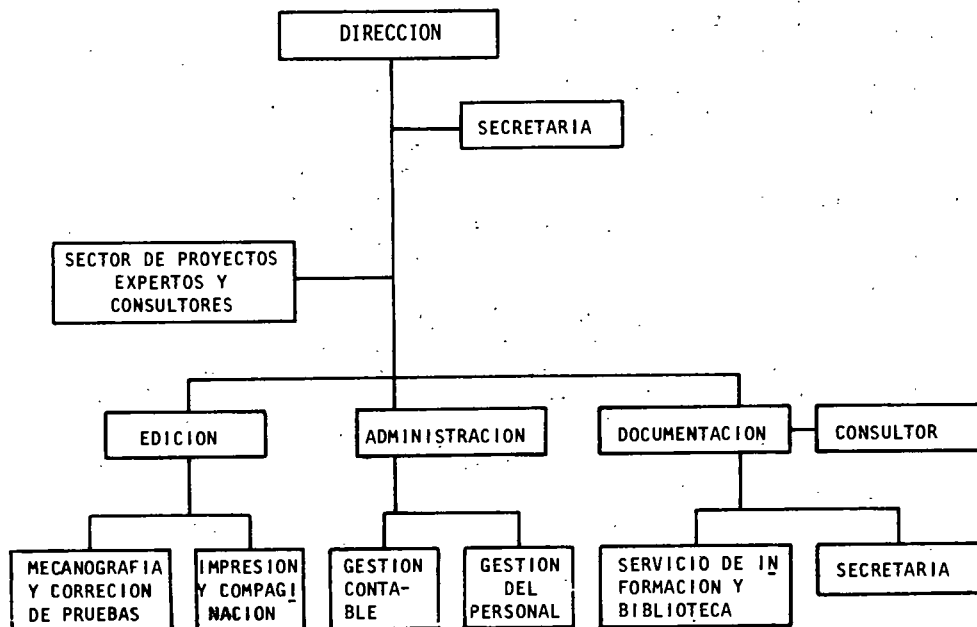 DIRECCION
SECRETARIA
SECTOR DE PROYECTOS
EXPERTOS Y
CONSULTORES
EDICION
ADMINISTRACION
DOCUMENTACION
CONSULTOR
MECANOGRAFIA
Y CORRECION
DE PRUEBAS
IMPRESION
Y COMPAGI
NACION
GESTION
CONTA-
BLE
GESTION
DEL
PERSONAL
SERVICIO DE IN
FORMACION Y
BIBLIOTECA
SECRETARIA